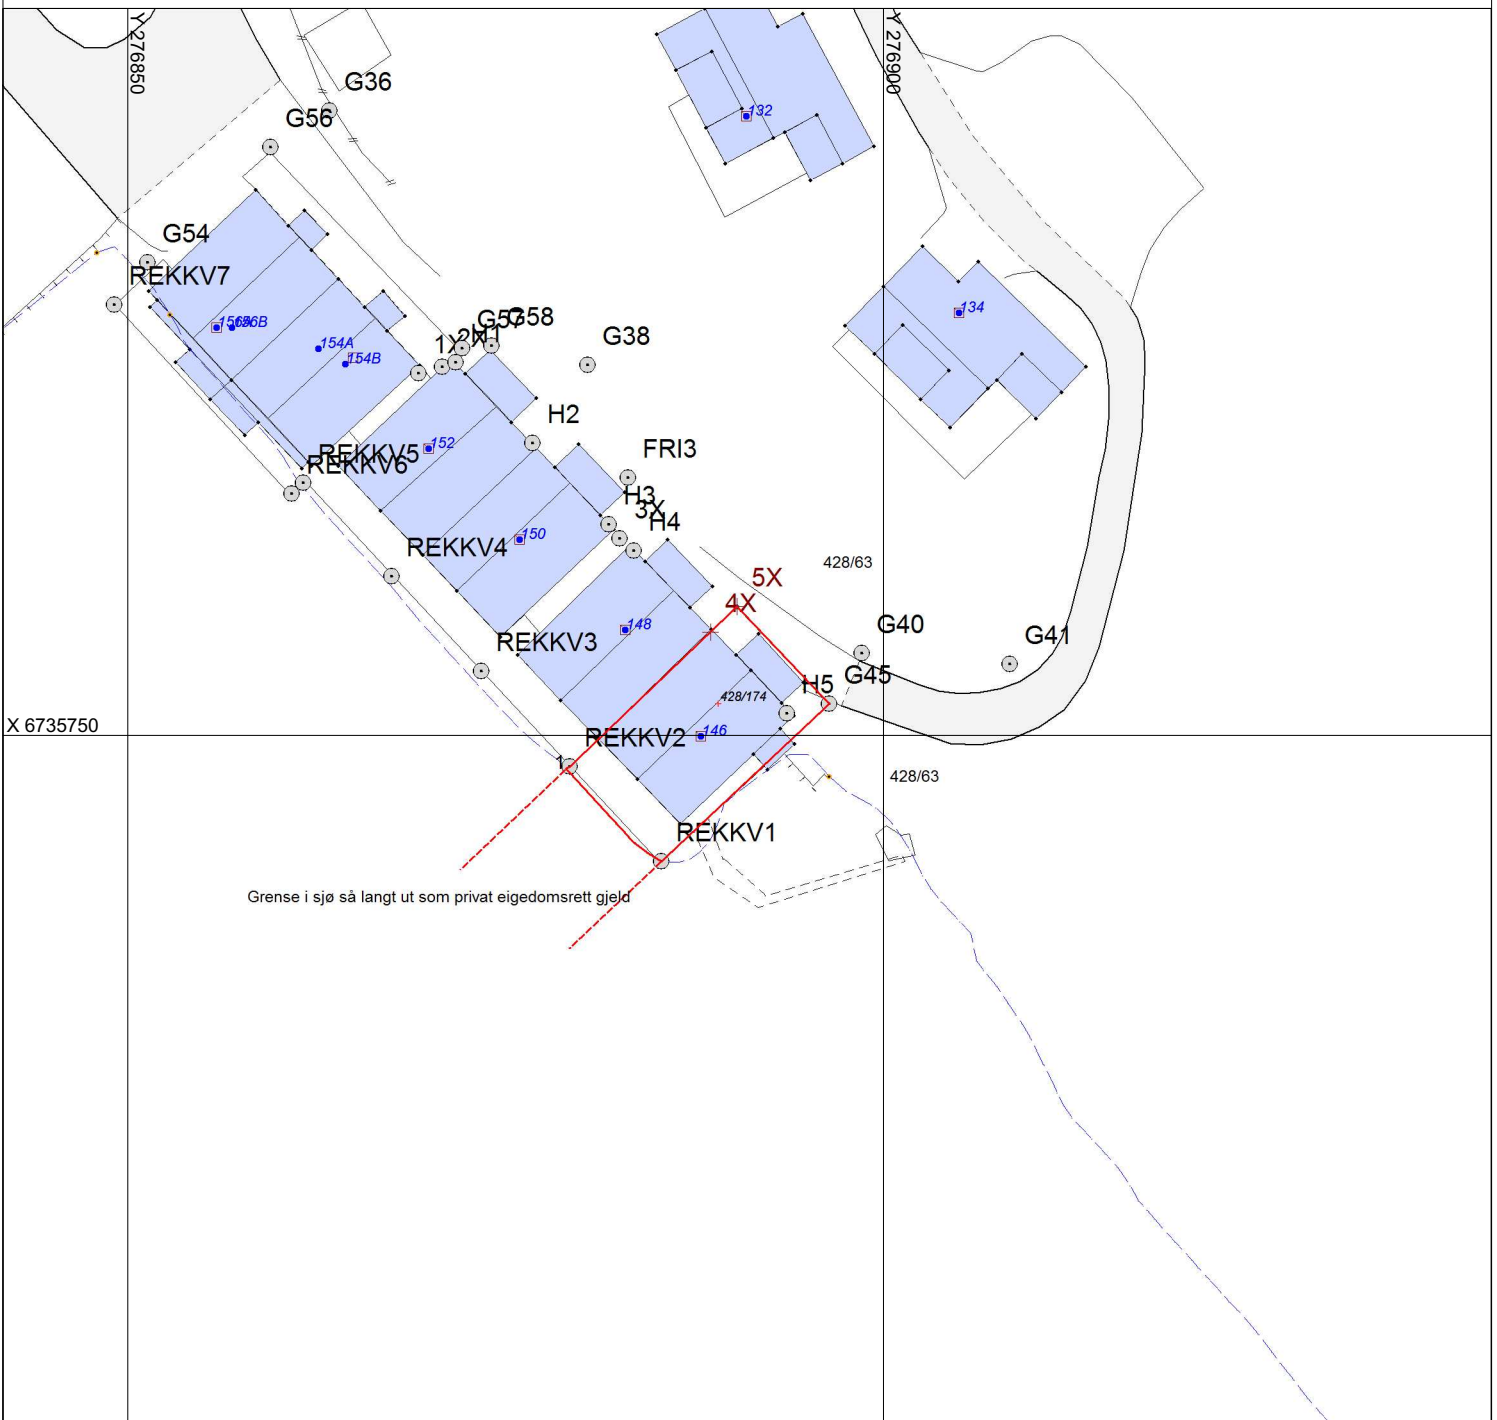 Y 276850
Y 276900
G36
G56
132
G54
REKKV7
156A
156B
154A
154B
134
G57
G58
H1
2X
1X
G38
H2
152
REKKV5
REKKV6
FRI3
H3
3X
H4
150
REKKV4
428/63
5X
4X
148
REKKV3
G40
G41
G45
H5
428/174
X 6735750
146
REKKV2
1
428/63
REKKV1
Grense i sjø så langt ut som privat eigedomsrett gjeld